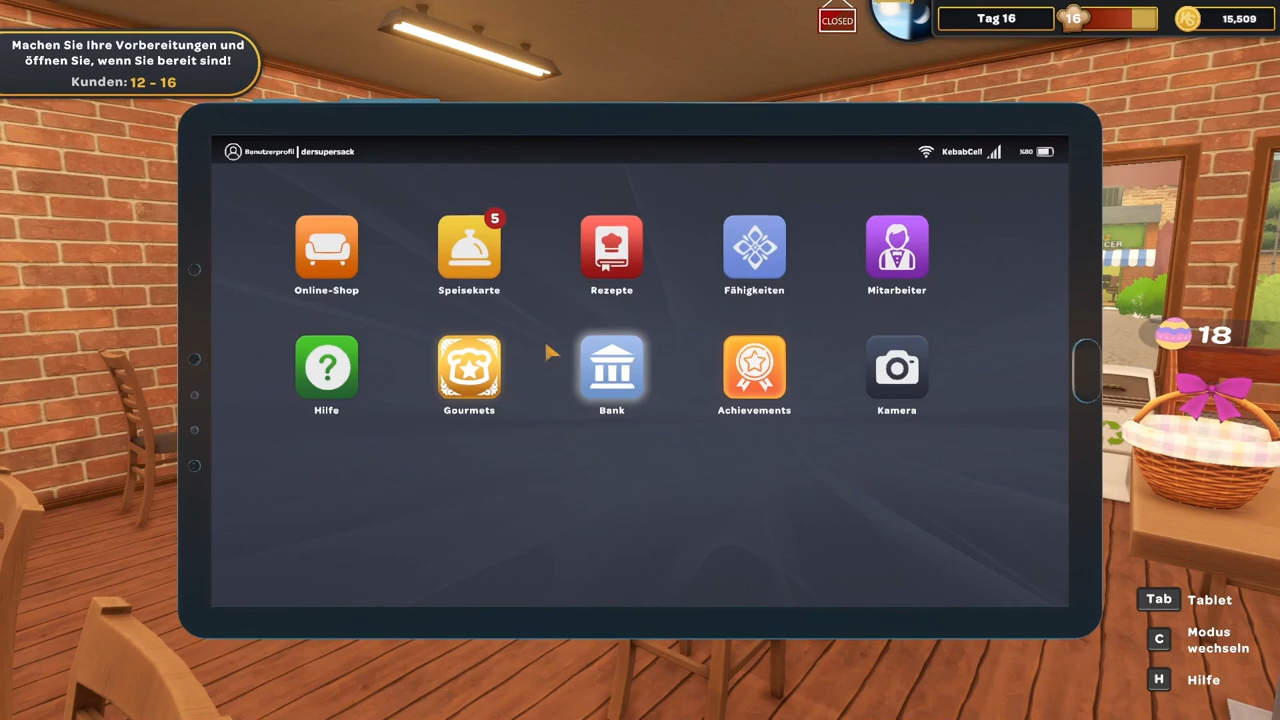 CLOSED
Tag 16
16
15,509
Machen Sie Ihre Vorbereitungen und
öffnen Sie, wenn Sie bereit sind!
Kunden: 12 - 16
Benutzerprofil | dersupersack
KebabCell
%80
5
Online-Shop
Speisekarte
Rezepte
Fähigkeiten
Mitarbeiter
?
Hilfe
Gourmets
Bank
Achievements
Kamera
18
Tab Tablet
C Modus
wechseln
H Hilfe